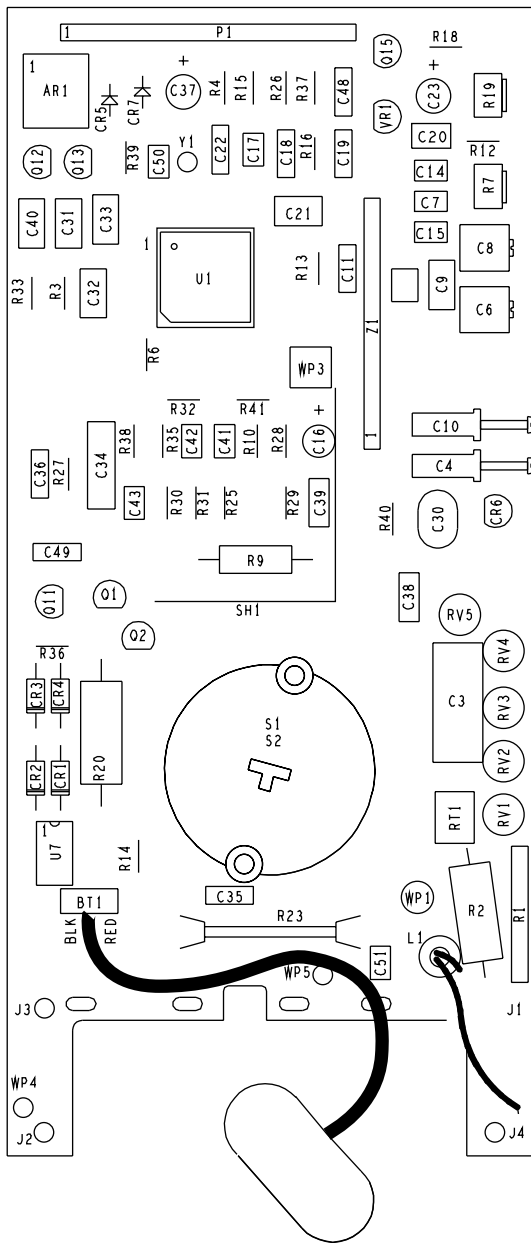 P1
R18
Q15
1
AR1
CR5
CR7
+
C37
R4
R15
R26
R37
C48
+
C23
R19
VR1
Q12
Q13
R39
C50
Y1
C22
C17
C18
R16
C19
C20
R12
C14
R7
C7
C40
C31
C33
C21
C15
C8
1
U1
R13
C11
C9
R33
R3
C32
C6
Z1
R6
WP3
R32
R41
+
C16
1
C10
R38
R35
C42
C41
R10
R28
C36
R27
C34
C4
C43
R30
R31
R25
R29
C39
R40
C30
CR6
C49
R9
C38
Q11
Q1
SH1
RV5
Q2
R36
RV4
CR3
CR4
R20
C3
RV3
S1
S2
RV2
CR2
CR1
RT1
RV1
1
U7
R14
BT1
C35
WP1
R2
R1
BLK
RED
R23
L1
WP5
C51
J3
J1
WP4
J2
J4